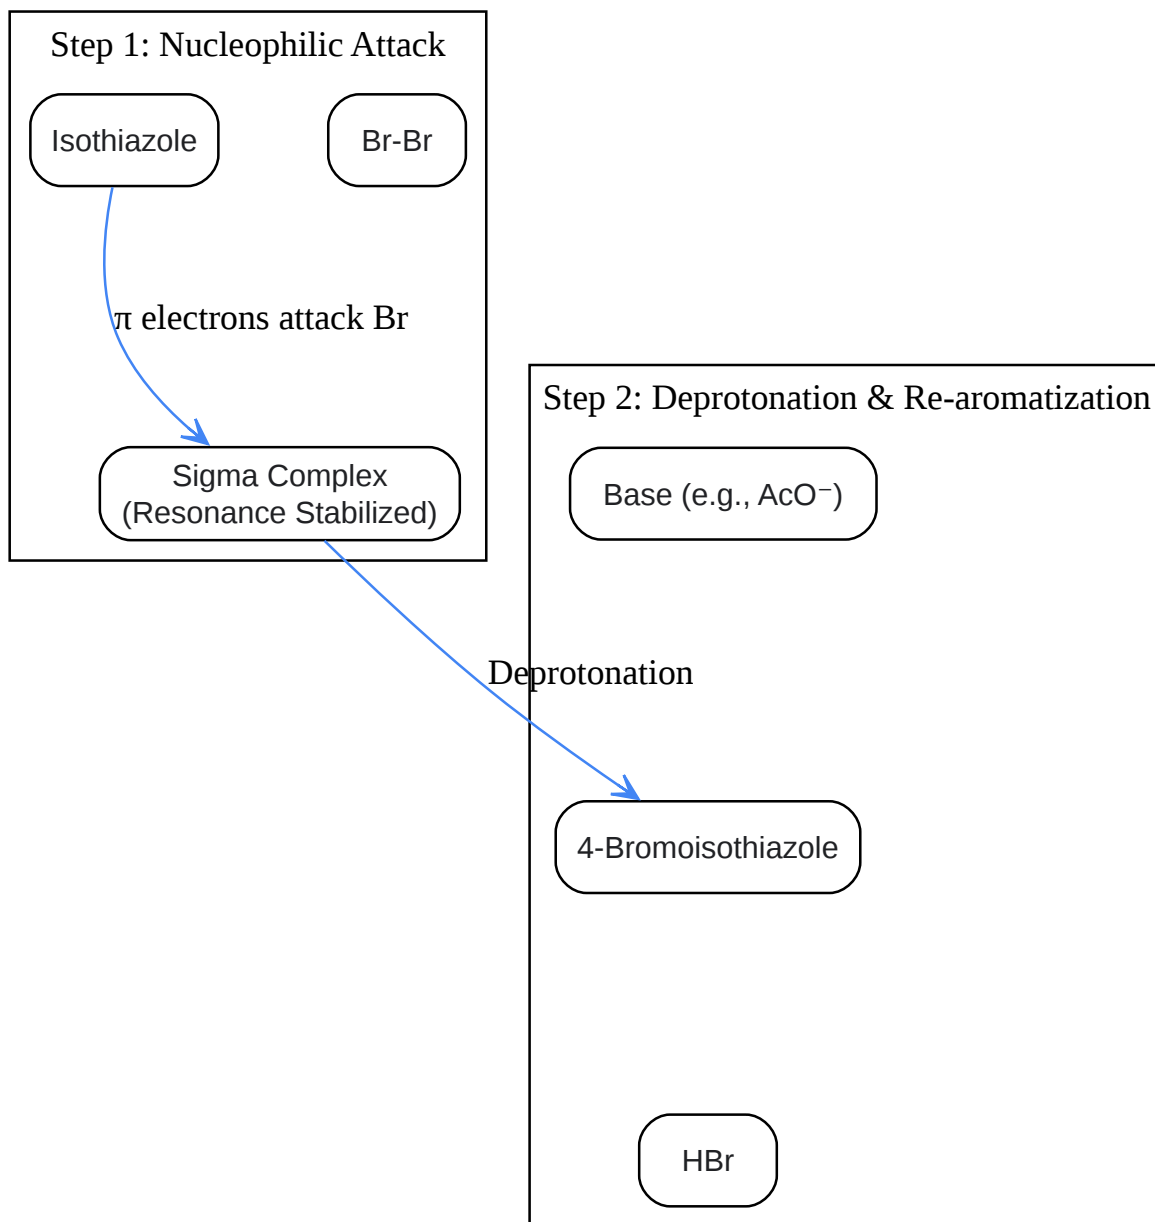 Step 1: Nucleophilic Attack
Isothiazole
Br-Br
π electrons attack Br
Sigma Complex
(Resonance Stabilized)
Step 2: Deprotonation & Re-aromatization
Base (e.g., AcO⁻)
Deprotonation
4-Bromoisothiazole
HBr